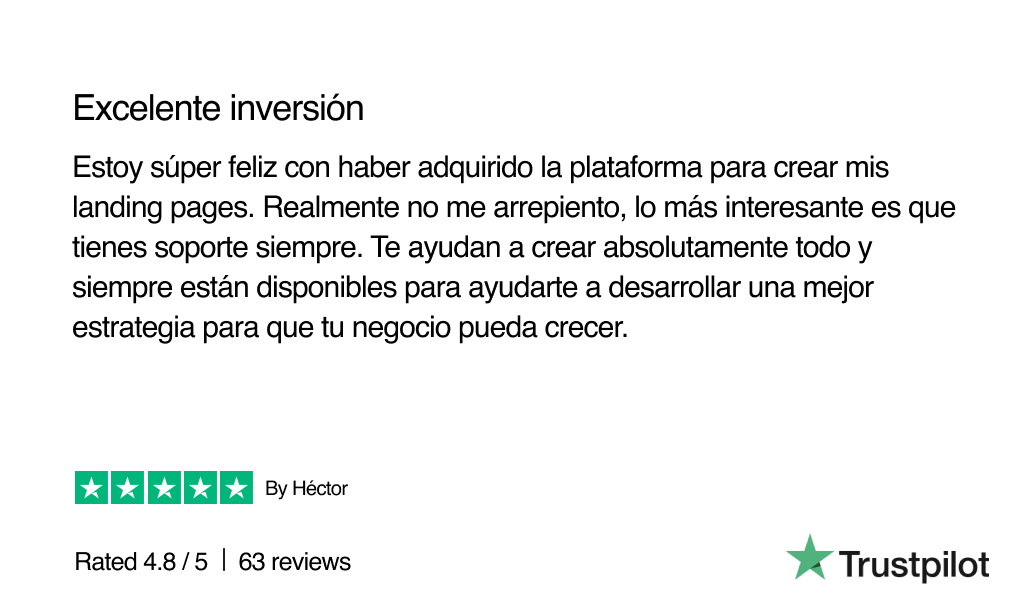 Excelente inversión
Estoy súper feliz con haber adquirido la plataforma para crear mis
landing pages. Realmente no me arrepiento, lo más interesante es que
tienes soporte siempre. Te ayudan a crear absolutamente todo y
siempre están disponibles para ayudarte a desarrollar una mejor
estrategia para que tu negocio pueda crecer.
By Héctor
Rated 4.8 / 5 | 63 reviews
Trustpilot